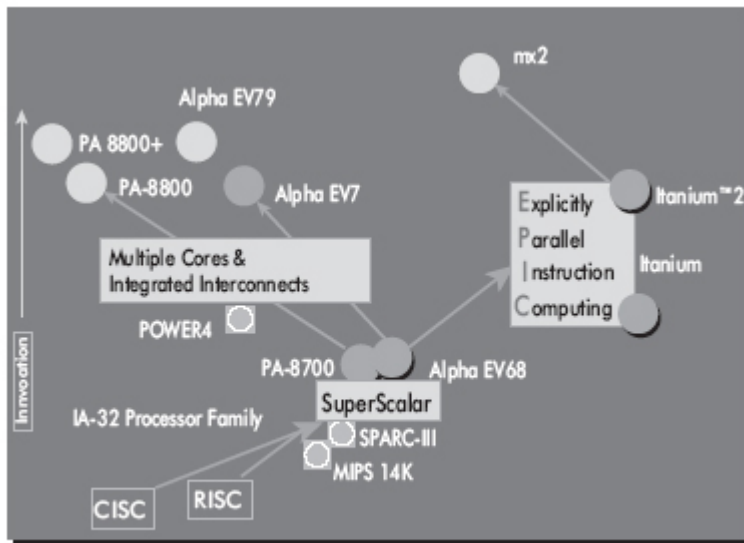 mx2
Alpha EV79
PA 8800+
PA-8800
Alpha EV7
Itanium™2
Explicitly
Parallel
Instruction
Computing
Itanium
Multiple Cores &
Integrated Interconnects
POWER4
PA-8700
Alpha EV68
SuperScalar
IA-32 Processor Family
SPARC-III
MIPS 14K
CISC
RISC
Innvoation